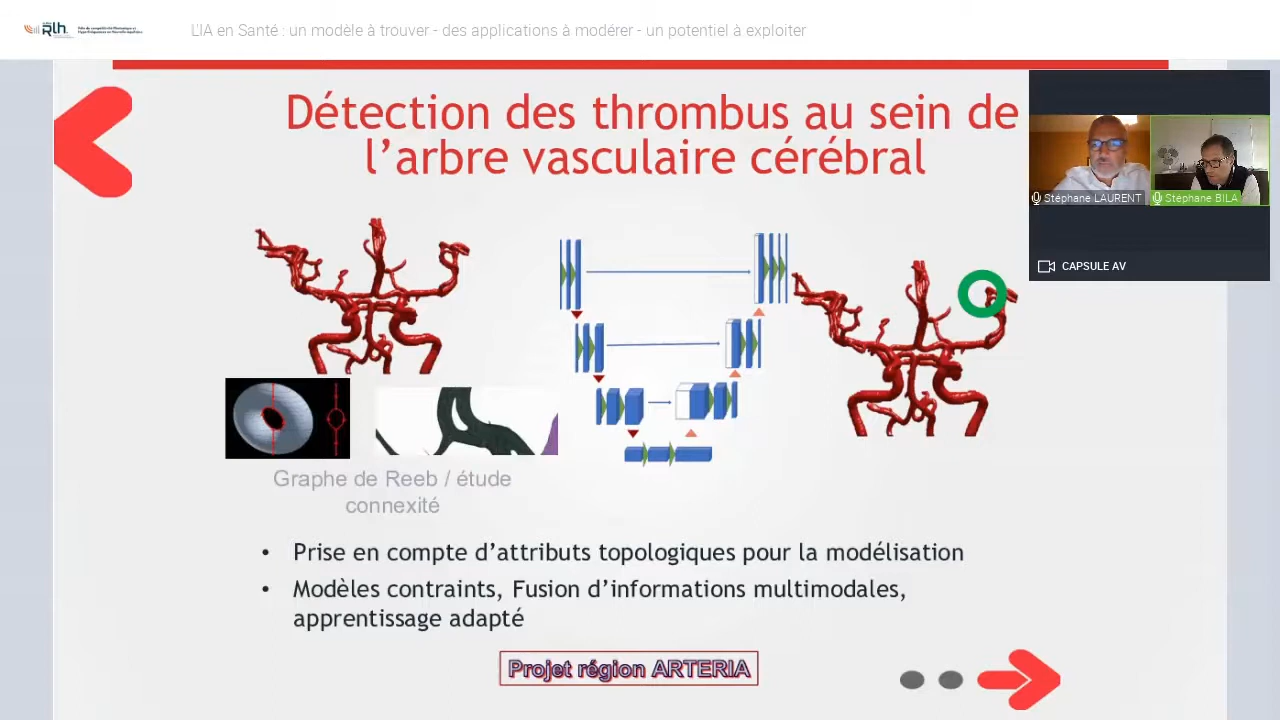 Rlh
L'IA en Santé : un modèle à trouver - des applications à modérer - un potentiel à exploiter
Détection des thrombus au sein de
l'arbre vasculaire cérébral
Stéphane LAURENT
Stéphane BILA
CAPSULE AV
Graphe de Reeb / étude
connexité
• Prise en compte d'attributs topologiques pour la modélisation
• Modèles contraints, Fusion d'informations multimodales,
apprentissage adapté
Projet région ARTERIA